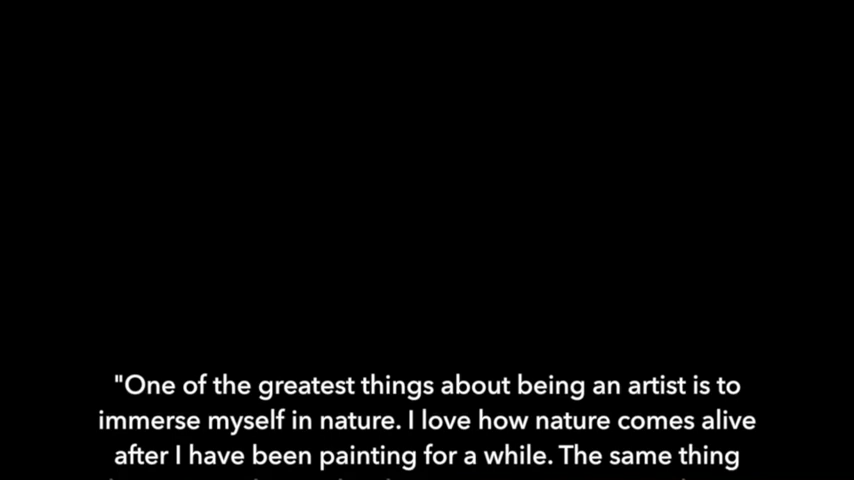 "One of the greatest things about being an artist is to
immerse myself in nature. I love how nature comes alive
after I have been painting for a while. The same thing